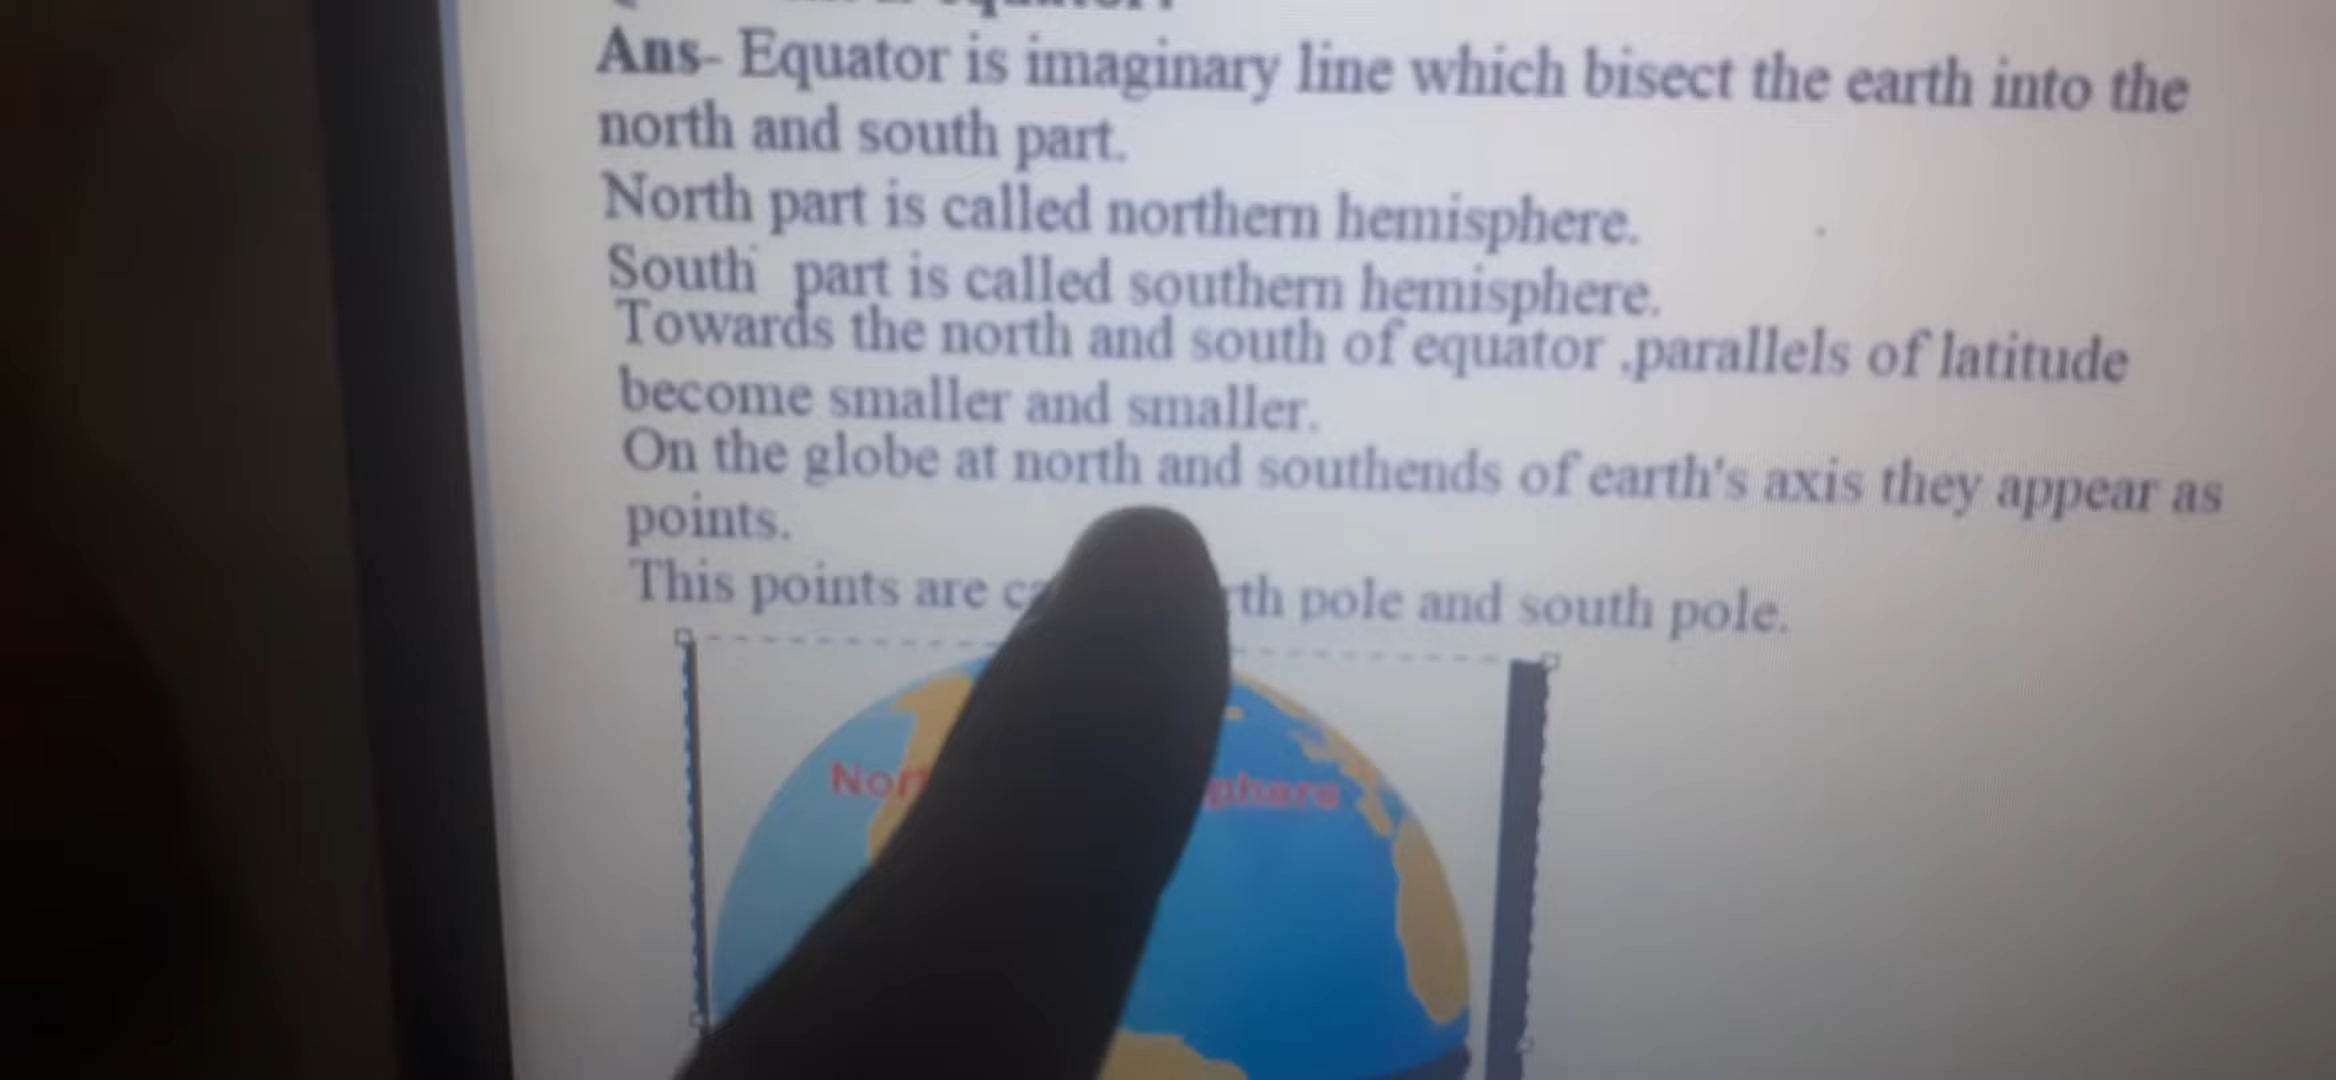 equator?
Ans- Equator is imaginary line which bisect the earth into the
north and south part.
North part is called northern hemisphere.
South part is called southern hemisphere.
Towards the north and south of equator ,parallels of latitude
become smaller and smaller.
On the globe at north and southends of earth's axis they appear as
points.
This points are pole and south pole.